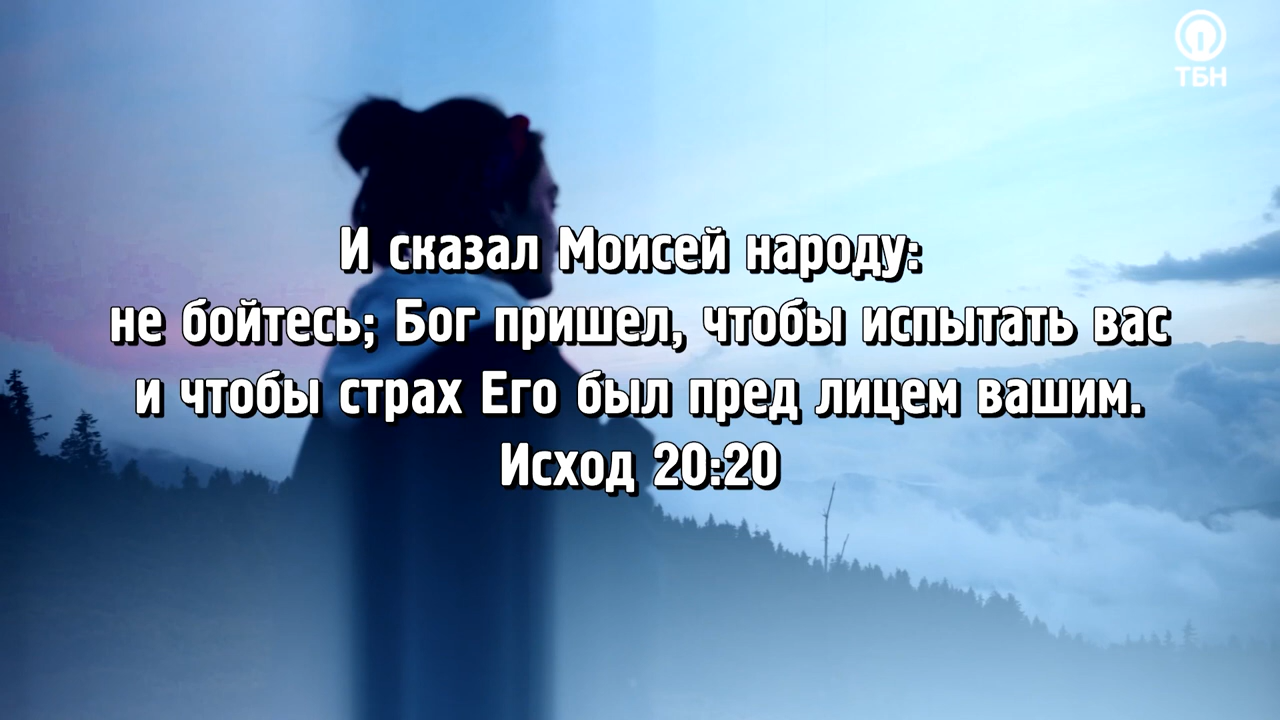 ТБН
И сказал Моисей народу:
не бойтесь; Бог пришел, чтобы испытать вас
и чтобы страх Его был пред лицем вашим.
Исход 20:20